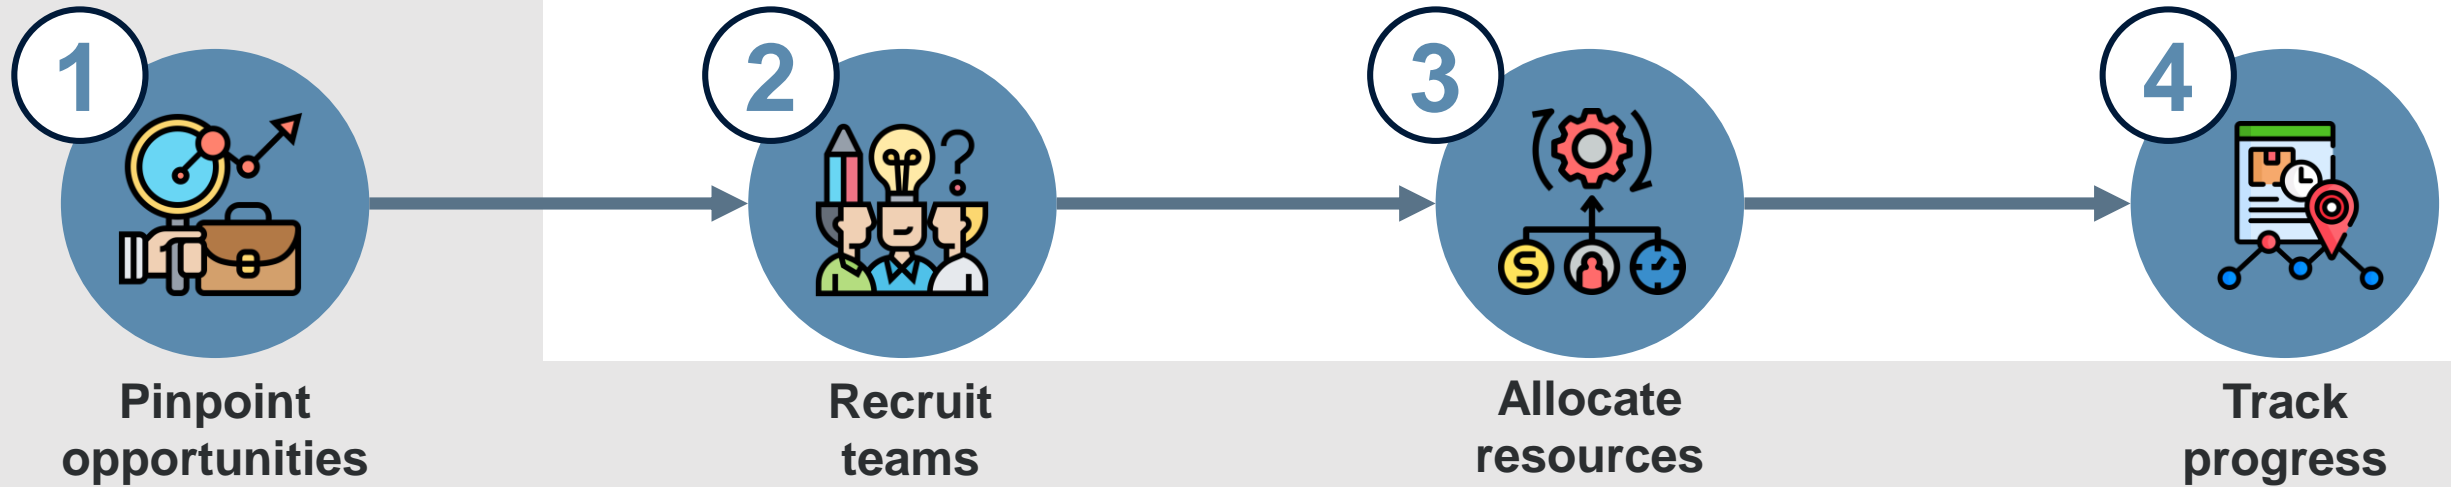 1
Pinpoint
opportunities
2
?
Recruit
teams
3
S
Allocate
resources
4
Track
progress